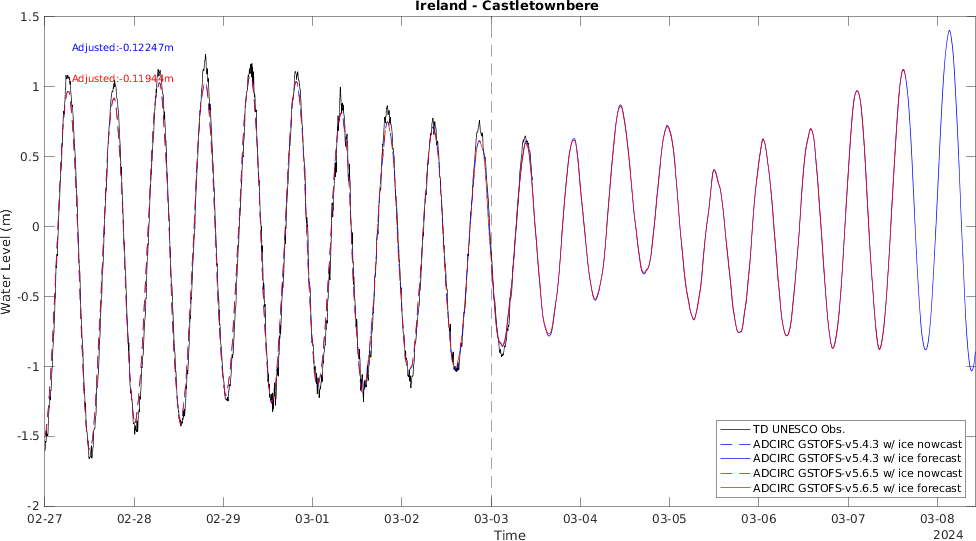 Ireland - Castletownbere
Adjusted:-0.12247m
Adjusted:-0.11944m
Water Level (m)
1.5
1
0.5
0
-0.5
-1
-1.5
-2
02-27
02-28
02-29
03-01
03-02
03-03
03-04
03-05
03-06
03-07
03-08
2024
Time
TD UNESCO Obs.
ADCIRC GSTOFS-v5.4.3 w/ ice nowcast
ADCIRC GSTOFS-v5.4.3 w/ ice forecast
ADCIRC GSTOFS-v5.6.5 w/ ice nowcast
ADCIRC GSTOFS-v5.6.5 w/ ice forecast